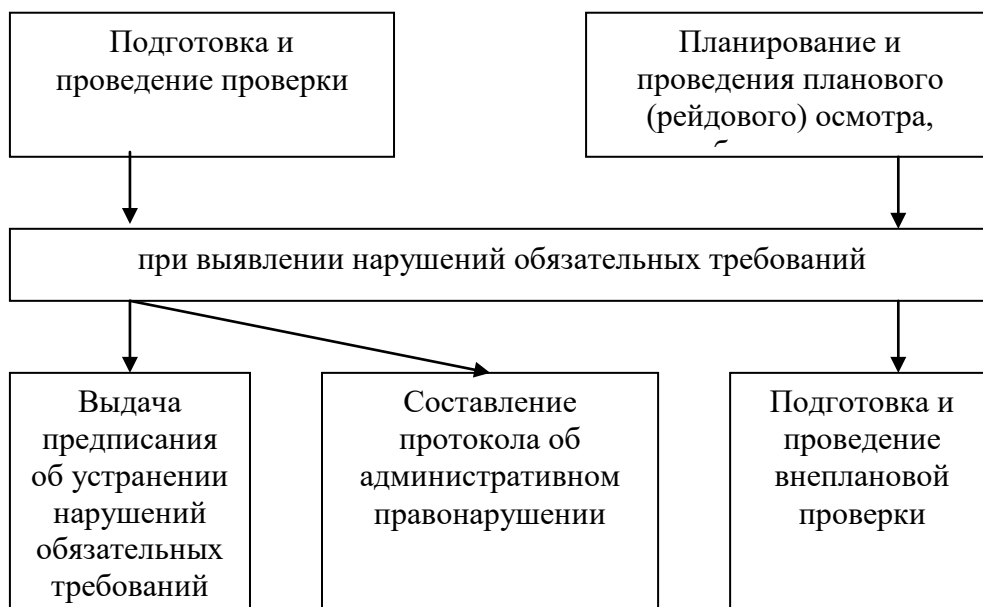 Подготовка и
проведение проверки
Планирование и
проведения планового
(рейдового) осмотра,
при выявлении нарушений обязательных требований
Выдача
предписания
об устранении
нарушений
обязательных
требований
Составление
протокола об
административном
правонарушении
Подготовка и
проведение
внеплановой
проверки